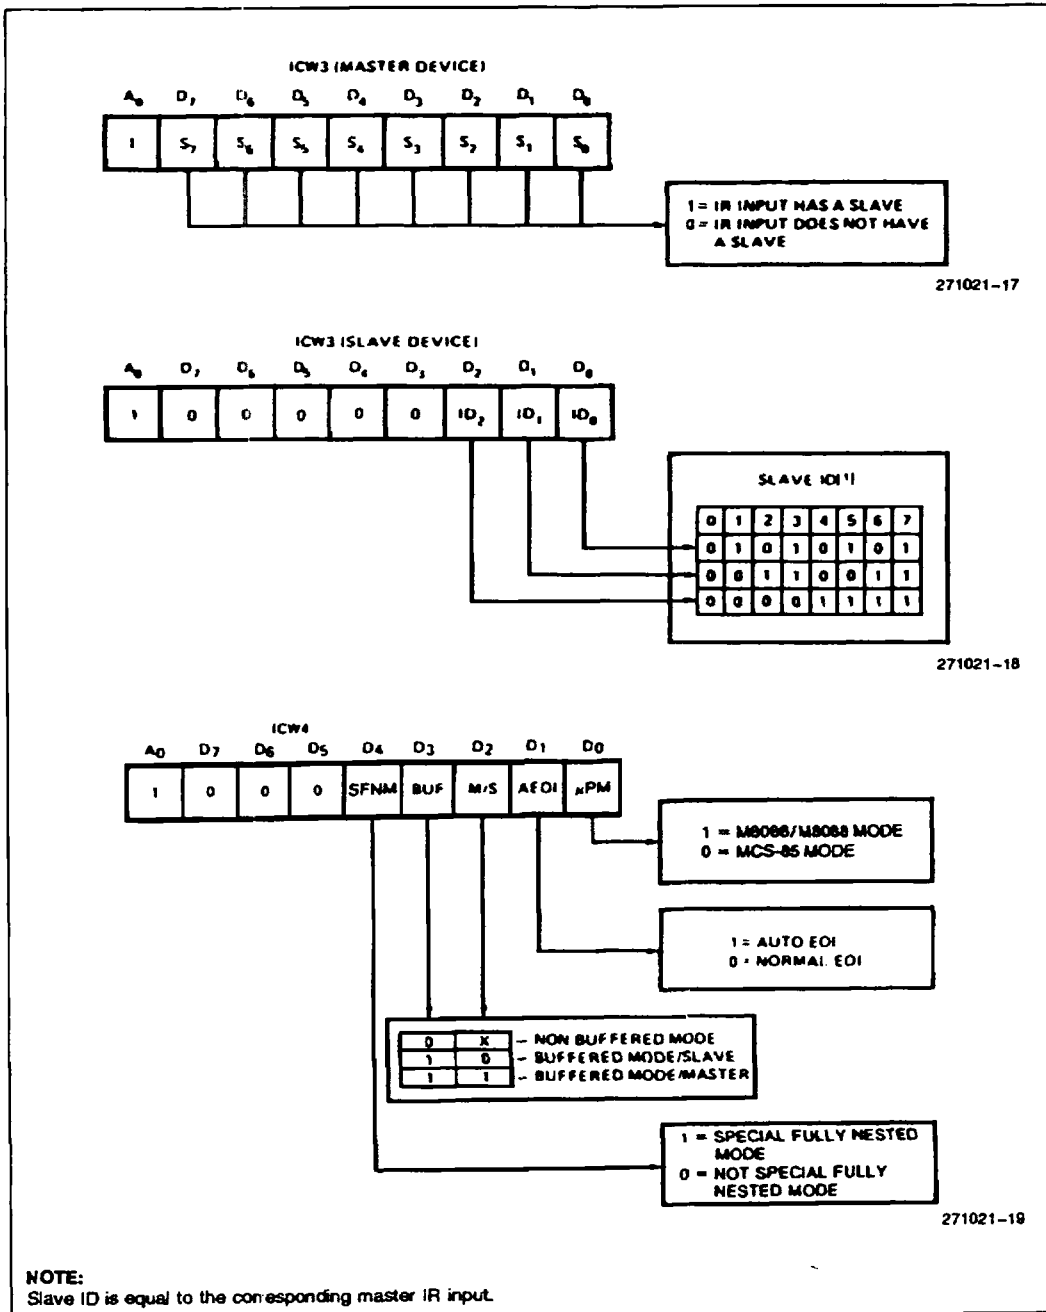 ICW3 (MASTER DEVICE)
A0 D7 D6 D5 D4 D3 D2 D1 D0
1 S7 S6 S5 S4 S3 S2 S1 S0
1 = IR INPUT HAS A SLAVE
0 = IR INPUT DOES NOT HAVE
A SLAVE
271021-17
ICW3 (SLAVE DEVICE)
A0 D7 D6 D5 D4 D3 D2 D1 D0
1 0 0 0 0 0 ID2 ID1 ID0
SLAVE ID(1)
0 1 2 3 4 5 6 7
0 1 0 1 0 1 0 1
0 0 1 1 0 0 1 1
0 0 0 0 1 1 1 1
271021-18
ICW4
A0 D7 D6 D5 D4 D3 D2 D1 D0
1 0 0 0 SFNM BUF M/S AEOI μPM
1 = M8086/M8088 MODE
0 = MCS-85 MODE
1 = AUTO EOI
0 = NORMAL EOI
0 X - NON BUFFERED MODE
1 0 - BUFFERED MODE/SLAVE
1 1 - BUFFERED MODE/MASTER
1 = SPECIAL FULLY NESTED
MODE
0 = NOT SPECIAL FULLY
NESTED MODE
271021-19
NOTE:
Slave ID is equal to the corresponding master IR input.